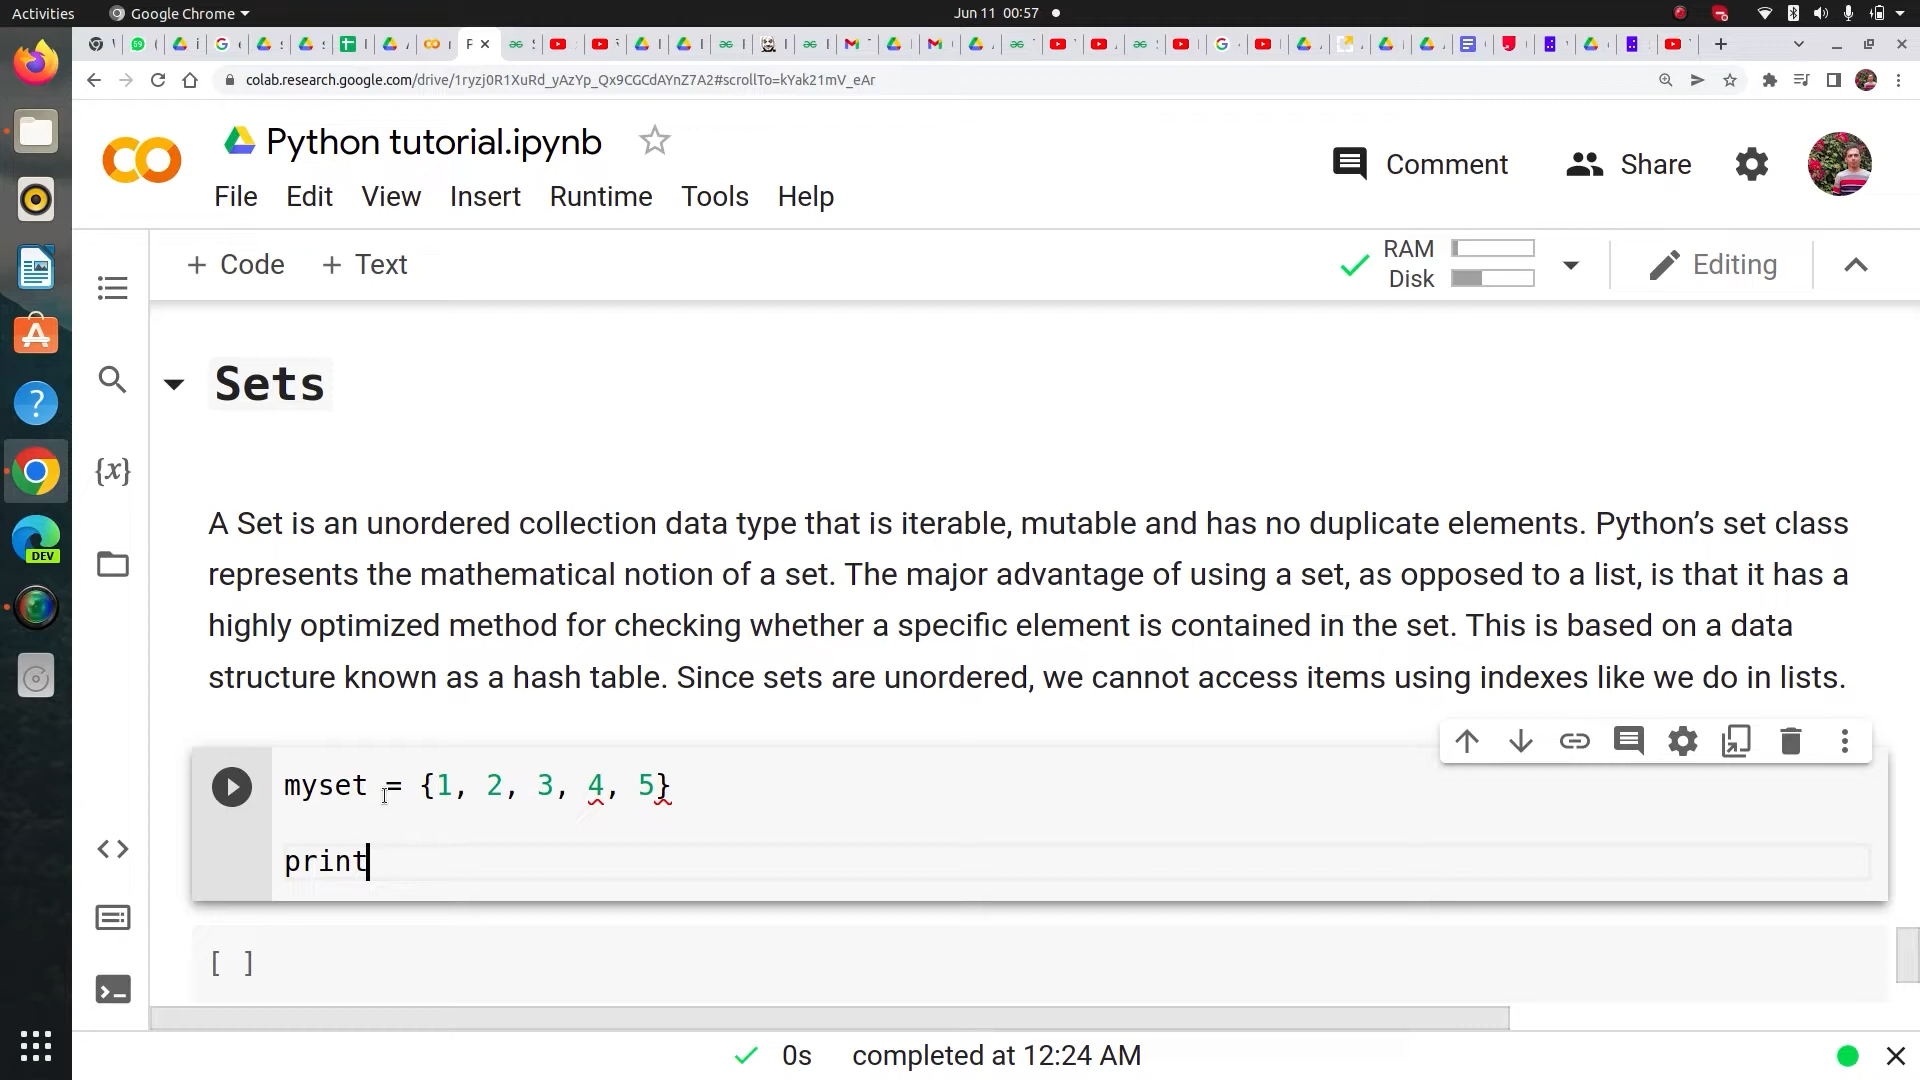 Activities
Google Chrome
Jun 11 00:57
colab.research.google.com/drive/1ryzj0R1XuRd_yAzYp_Qx9CGCdAYnZ7A2#scrollTo=kYak21mV_eAr
Python tutorial.ipynb
Comment
Share
File Edit View Insert Runtime Tools Help
+ Code + Text
RAM
Disk
Editing
Sets
{x}
A Set is an unordered collection data type that is iterable, mutable and has no duplicate elements. Python’s set class
represents the mathematical notion of a set. The major advantage of using a set, as opposed to a list, is that it has a
highly optimized method for checking whether a specific element is contained in the set. This is based on a data
structure known as a hash table. Since sets are unordered, we cannot access items using indexes like we do in lists.
DEV
myset = {1, 2, 3, 4, 5}
print
[ ]
0s completed at 12:24 AM